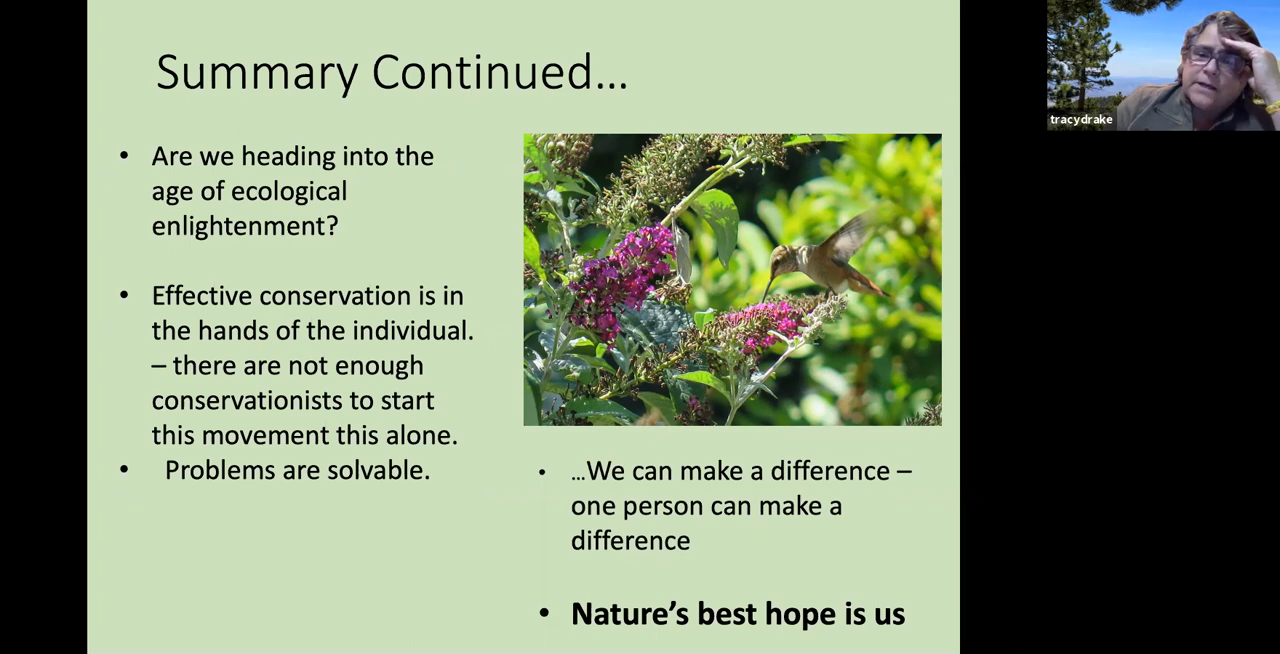 Summary Continued...
• Are we heading into the
age of ecological
enlightenment?
• Effective conservation is in
the hands of the individual.
– there are not enough
conservationists to start
this movement this alone.
• Problems are solvable.
• ...We can make a difference –
one person can make a
difference
• Nature's best hope is us
tracydrake